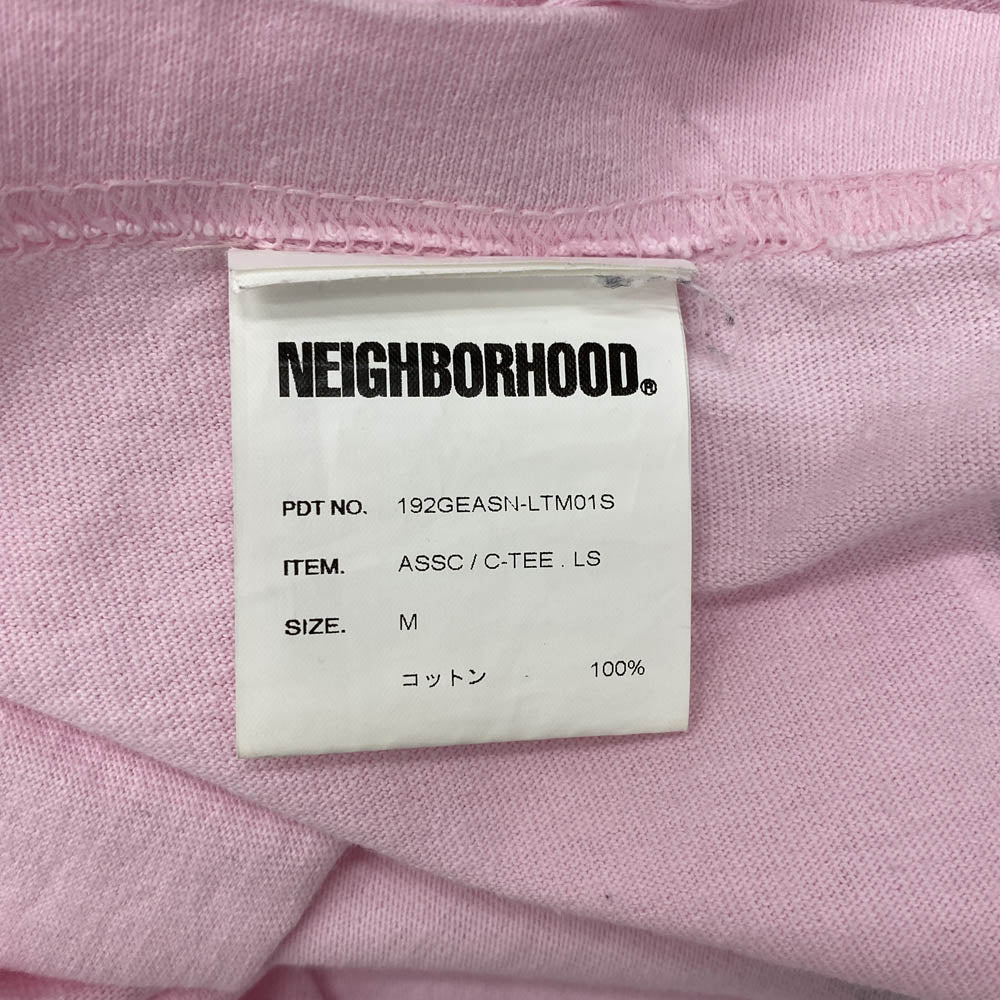 NEIGHBORHOOD.®
PDT NO. 192GEASN-LTM01S
ITEM. ASSC / C-TEE . LS
SIZE. M
コットン 100%